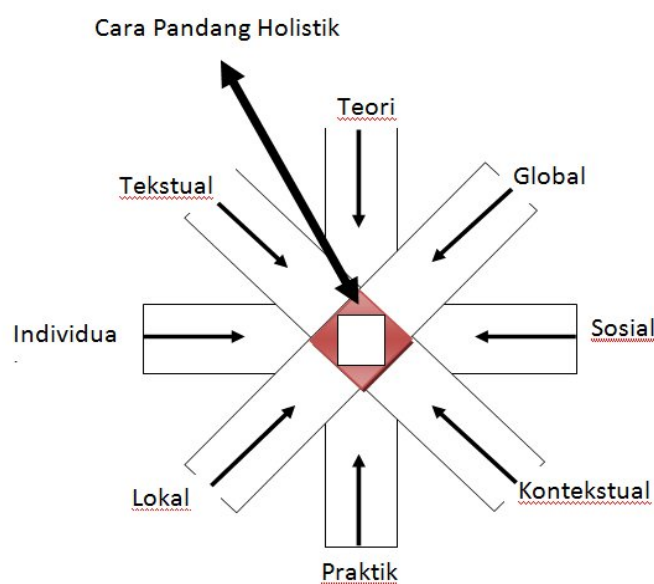 Cara Pandang Holistik
Teori
Tekstual
Global
Individua
Sosial
Lokal
Kontekstual
Praktik